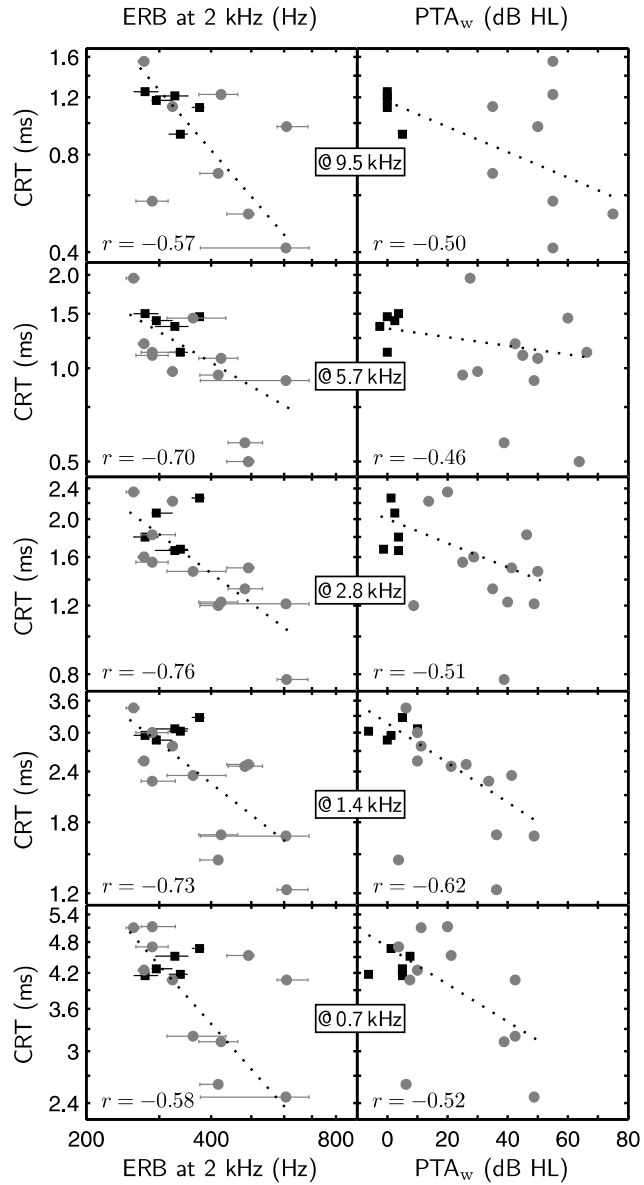 ERB at 2 kHz (Hz) PTAw (dB HL)
1.6
1.2
0.8
0.4
CRT (ms)
@ 9.5 kHz
r = −0.57 r = −0.50
2.0
1.5
1.0
0.5
CRT (ms)
@ 5.7 kHz
r = −0.70 r = −0.46
2.4
2.0
1.6
1.2
0.8
CRT (ms)
@ 2.8 kHz
r = −0.76 r = −0.51
3.6
3.0
2.4
1.8
1.2
CRT (ms)
@ 1.4 kHz
r = −0.73 r = −0.62
5.4
4.8
4.2
3.6
3
2.4
CRT (ms)
@ 0.7 kHz
r = −0.58 r = −0.52
200 400 600 800 0 20 40 60 80
ERB at 2 kHz (Hz) PTAw (dB HL)